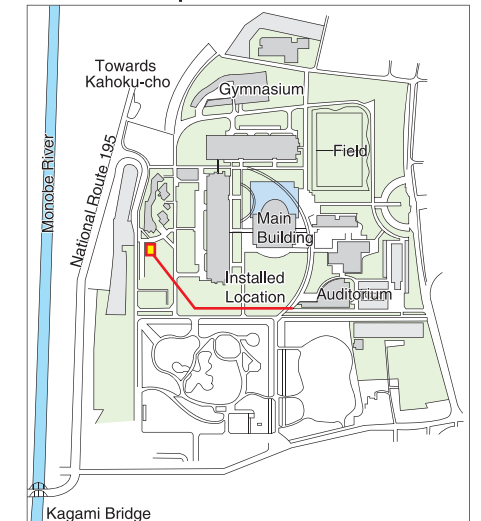 Towards
Kahoku-cho
Gymnasium
Monobe River
National Route 195
Field
Main
Building
Installed
Location
Auditorium
Kagami Bridge